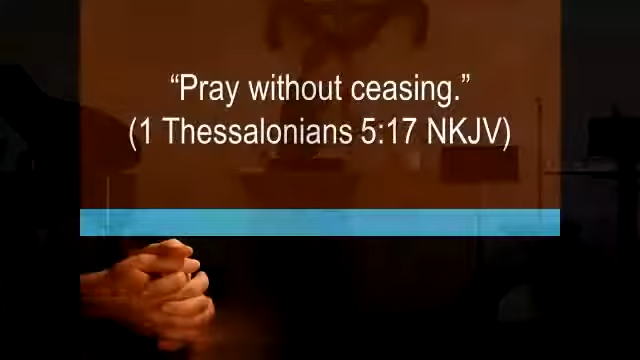 “Pray without ceasing.”
(1 Thessalonians 5:17 NKJV)